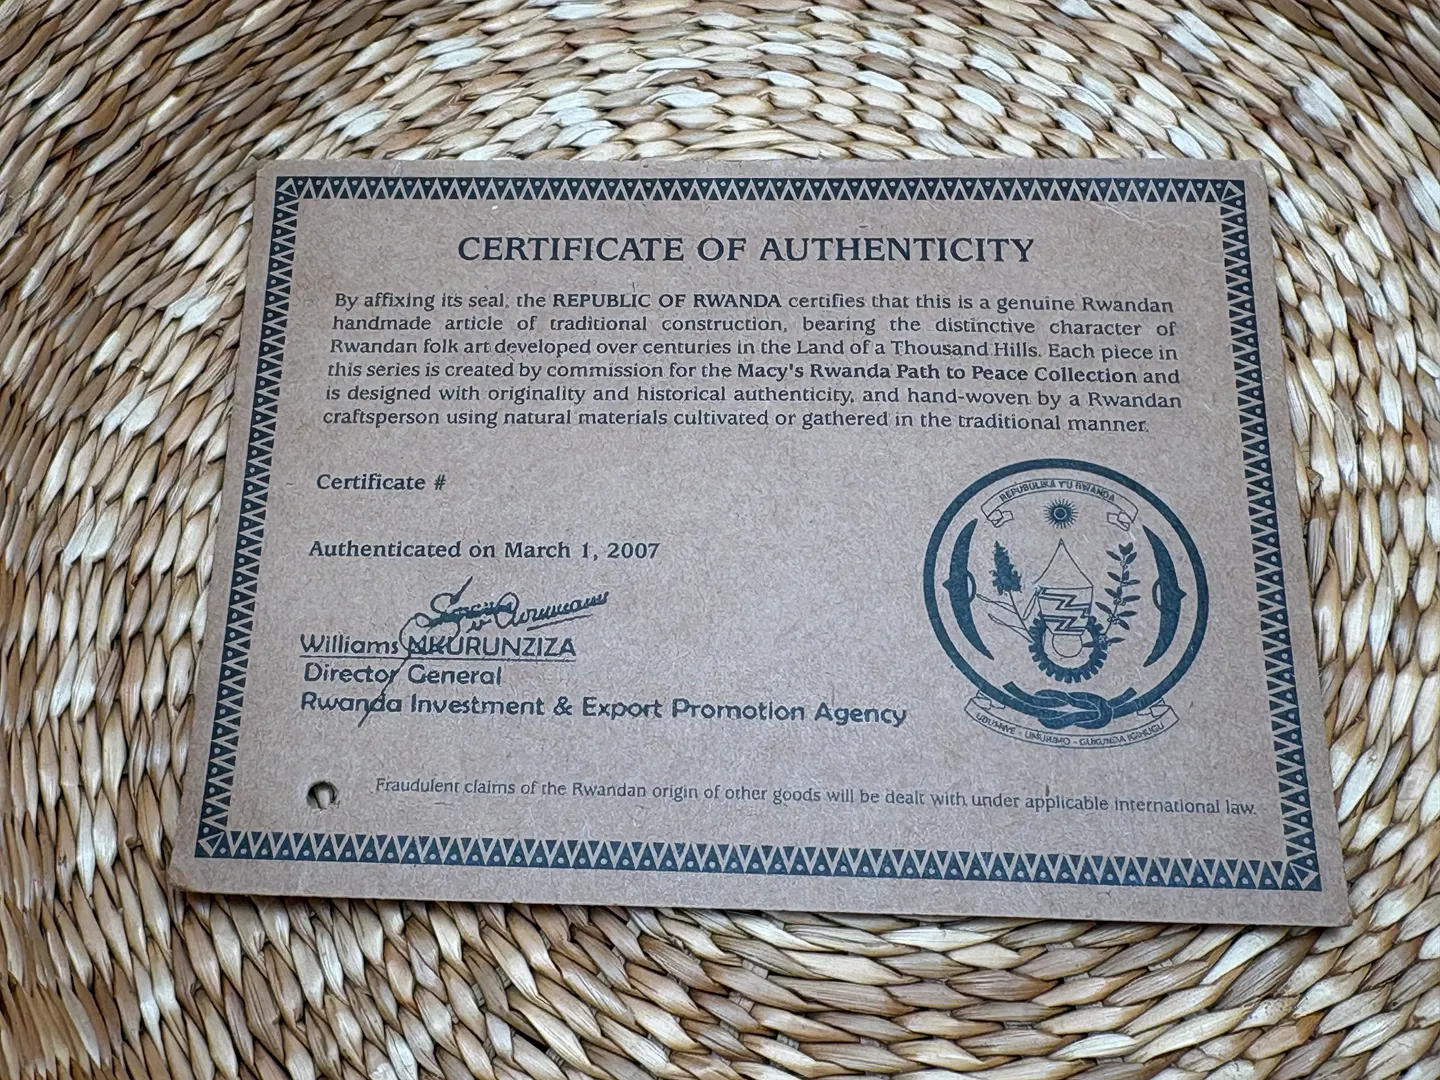 CERTIFICATE OF AUTHENTICITY
By affixing its seal, the REPUBLIC OF RWANDA certifies that this is a genuine Rwandan
handmade article of traditional construction, bearing the distinctive character of
Rwandan folk art developed over centuries in the Land of a Thousand Hills. Each piece in
this series is created by commission for the Macy's Rwanda Path to Peace Collection and
is designed with originality and historical authenticity, and hand-woven by a Rwandan
craftsperson using natural materials cultivated or gathered in the traditional manner.
Certificate #
REPUBULIKA Y'U RWANDA
Authenticated on March 1, 2007
Williams NKURUNZIZA
Director General
Rwanda Investment & Export Promotion Agency
UBUMWE - UMURIMO - GUKUNDA IGIHUGU
Fraudulent claims of the Rwandan origin of other goods will be dealt with under applicable international law.